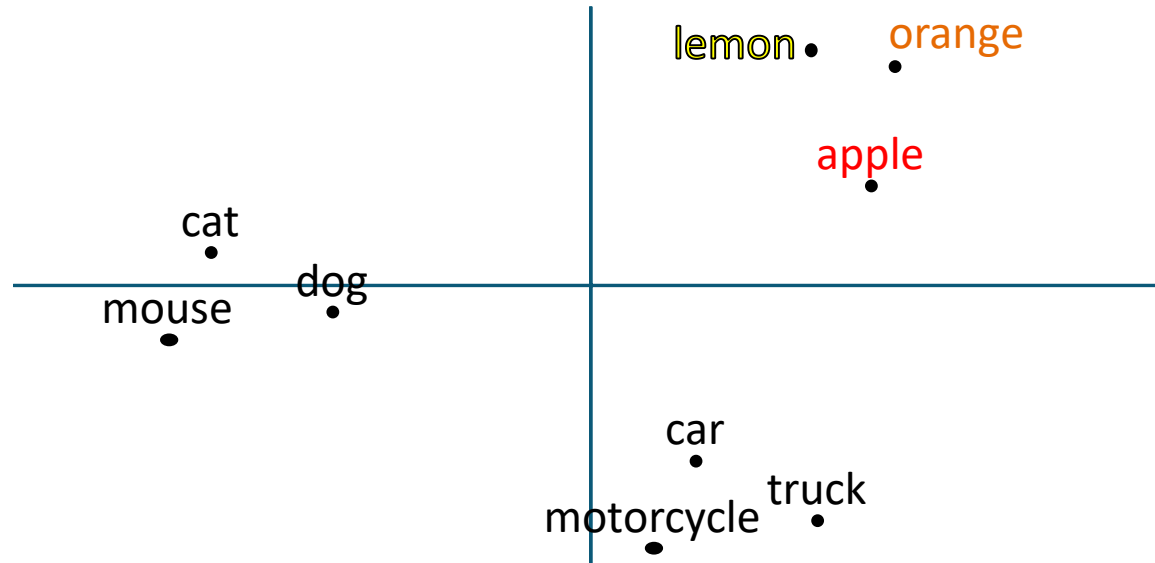 lemon
orange
apple
cat
dog
mouse
car
truck
motorcycle